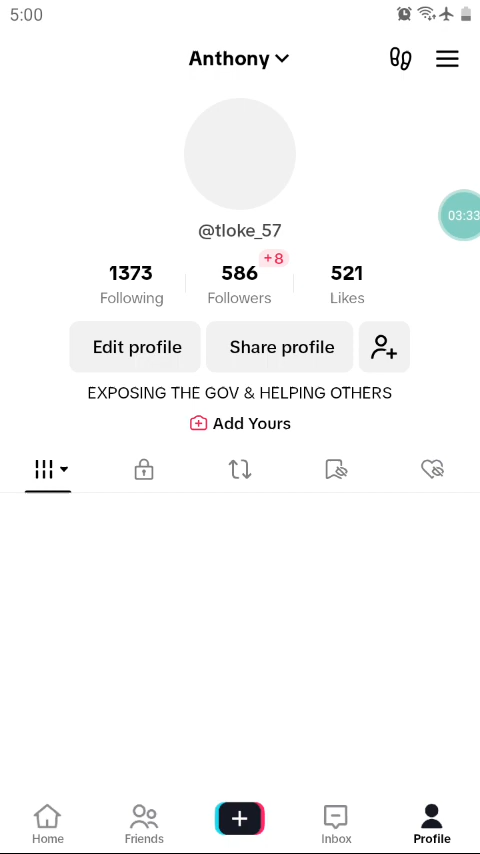 5:00
Anthony
03:33
@tloke_57
+8
1373 586 521
Following Followers Likes
Edit profile Share profile
EXPOSING THE GOV & HELPING OTHERS
Add Yours
Home Friends Inbox Profile